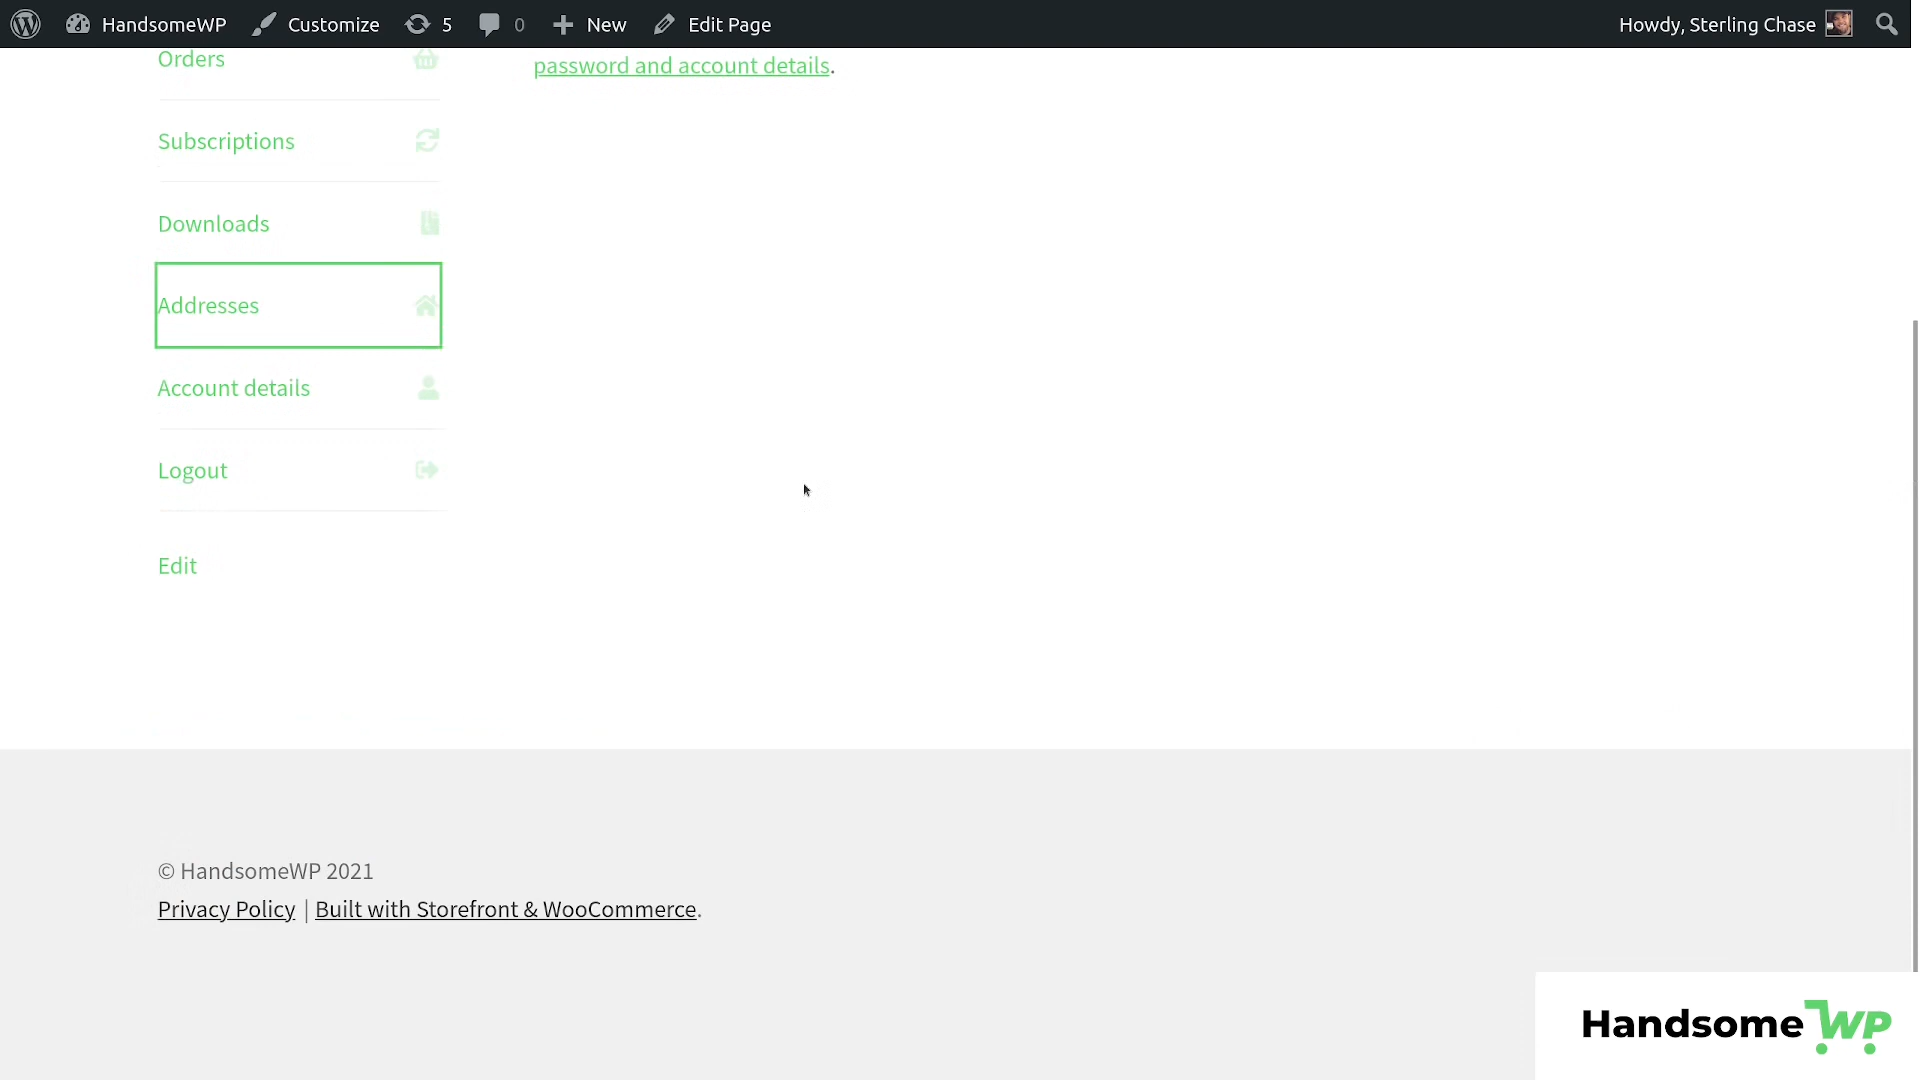 HandsomeWP Customize 5 0 New Edit Page Howdy, Sterling Chase
Orders
password and account details.
Subscriptions
Downloads
Addresses
Account details
Logout
Edit
© HandsomeWP 2021
Privacy Policy | Built with Storefront & WooCommerce.
HandsomeWP